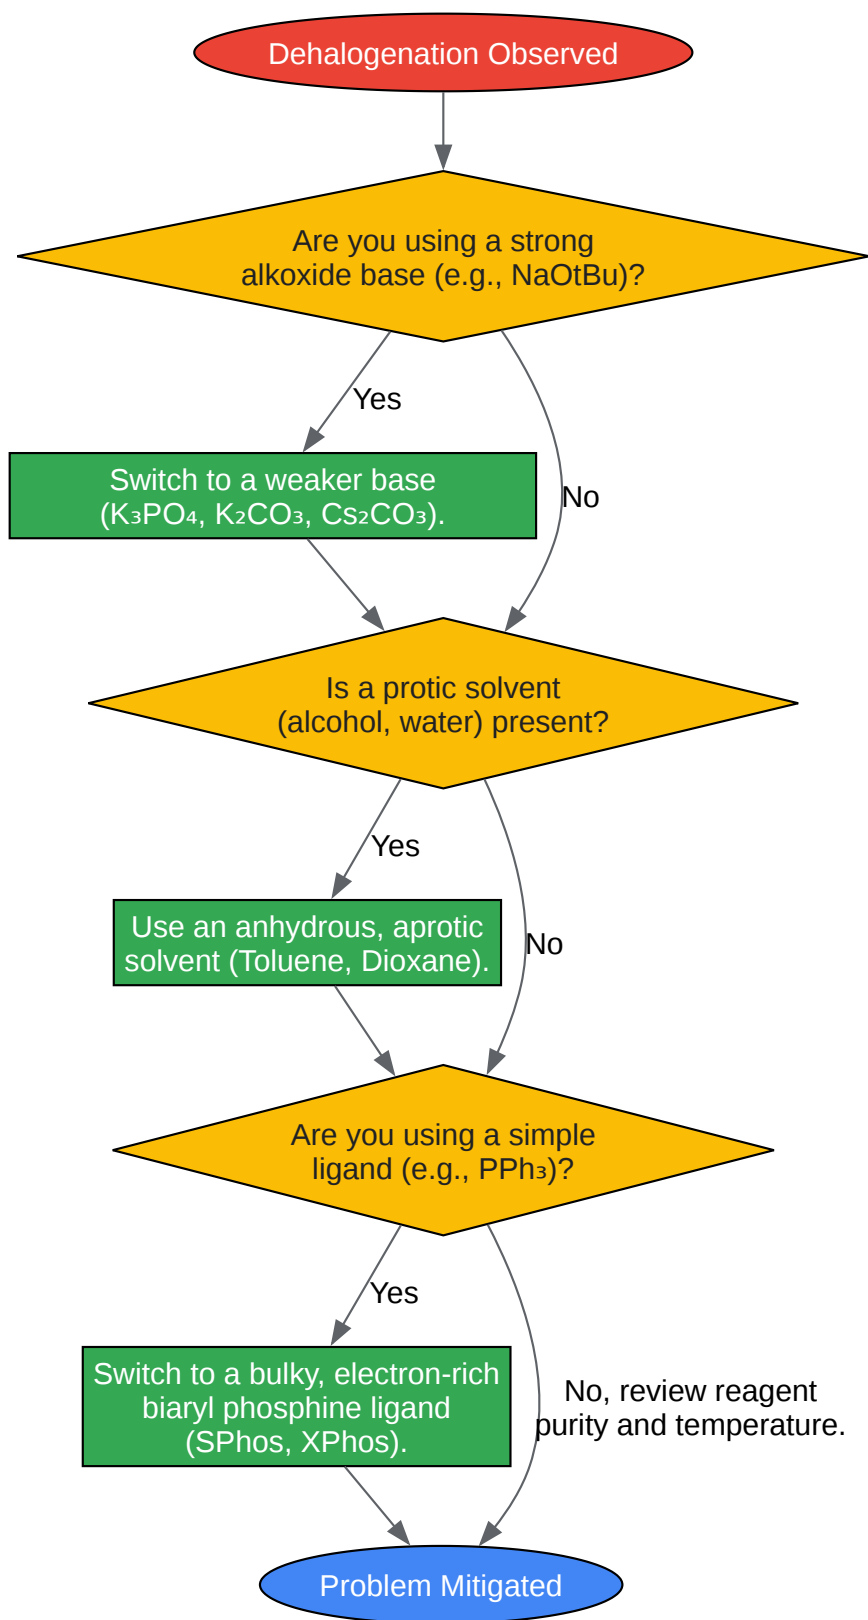 Dehalogenation Observed
Are you using a strong
alkoxide base (e.g., NaOtBu)?
Yes
Switch to a weaker base
(K₃PO₄, K₂CO₃, Cs₂CO₃).
No
Is a protic solvent
(alcohol, water) present?
Yes
Use an anhydrous, aprotic
solvent (Toluene, Dioxane).
No
Are you using a simple
ligand (e.g., PPh₃)?
Yes
Switch to a bulky, electron-rich
biaryl phosphine ligand
(SPhos, XPhos).
No, review reagent
purity and temperature.
Problem Mitigated